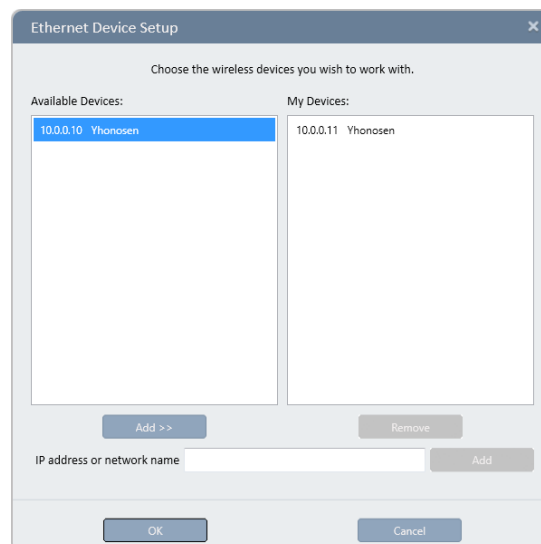 Ethernet Device Setup
Choose the wireless devices you wish to work with.
Available Devices:
My Devices:
10.0.0.10 Yhonosen
10.0.0.11 Yhonosen
Add >>
Remove
IP address or network name
Add
OK
Cancel